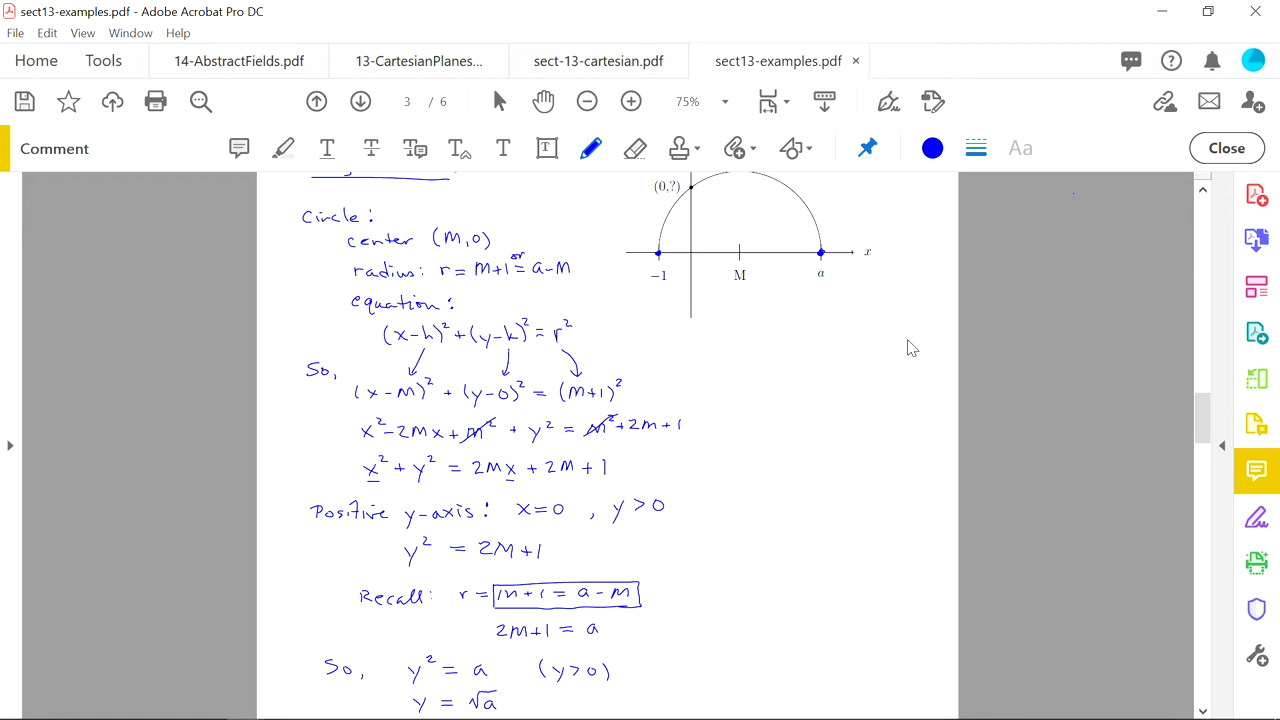 sect13-examples.pdf - Adobe Acrobat Pro DC
File Edit View Window Help
Home Tools 14-AbstractFields.pdf 13-CartesianPlanes... sect-13-cartesian.pdf sect13-examples.pdf ×
3 / 6 75%
Comment Aa Close
(0,?)
x
-1 M a
Circle:
center (M,0)
radius: r = M+1 or = a-M
equation:
(x-h)² + (y-k)² = r²
So,
(x-M)² + (y-0)² = (M+1)²
x² - 2Mx + M² + y² = M² + 2M + 1
x² + y² = 2Mx + 2M + 1
Positive y-axis: x=0, y>0
y² = 2M+1
Recall: r = M+1 = a-M
2M+1 = a
So, y² = a (y>0)
y = √a